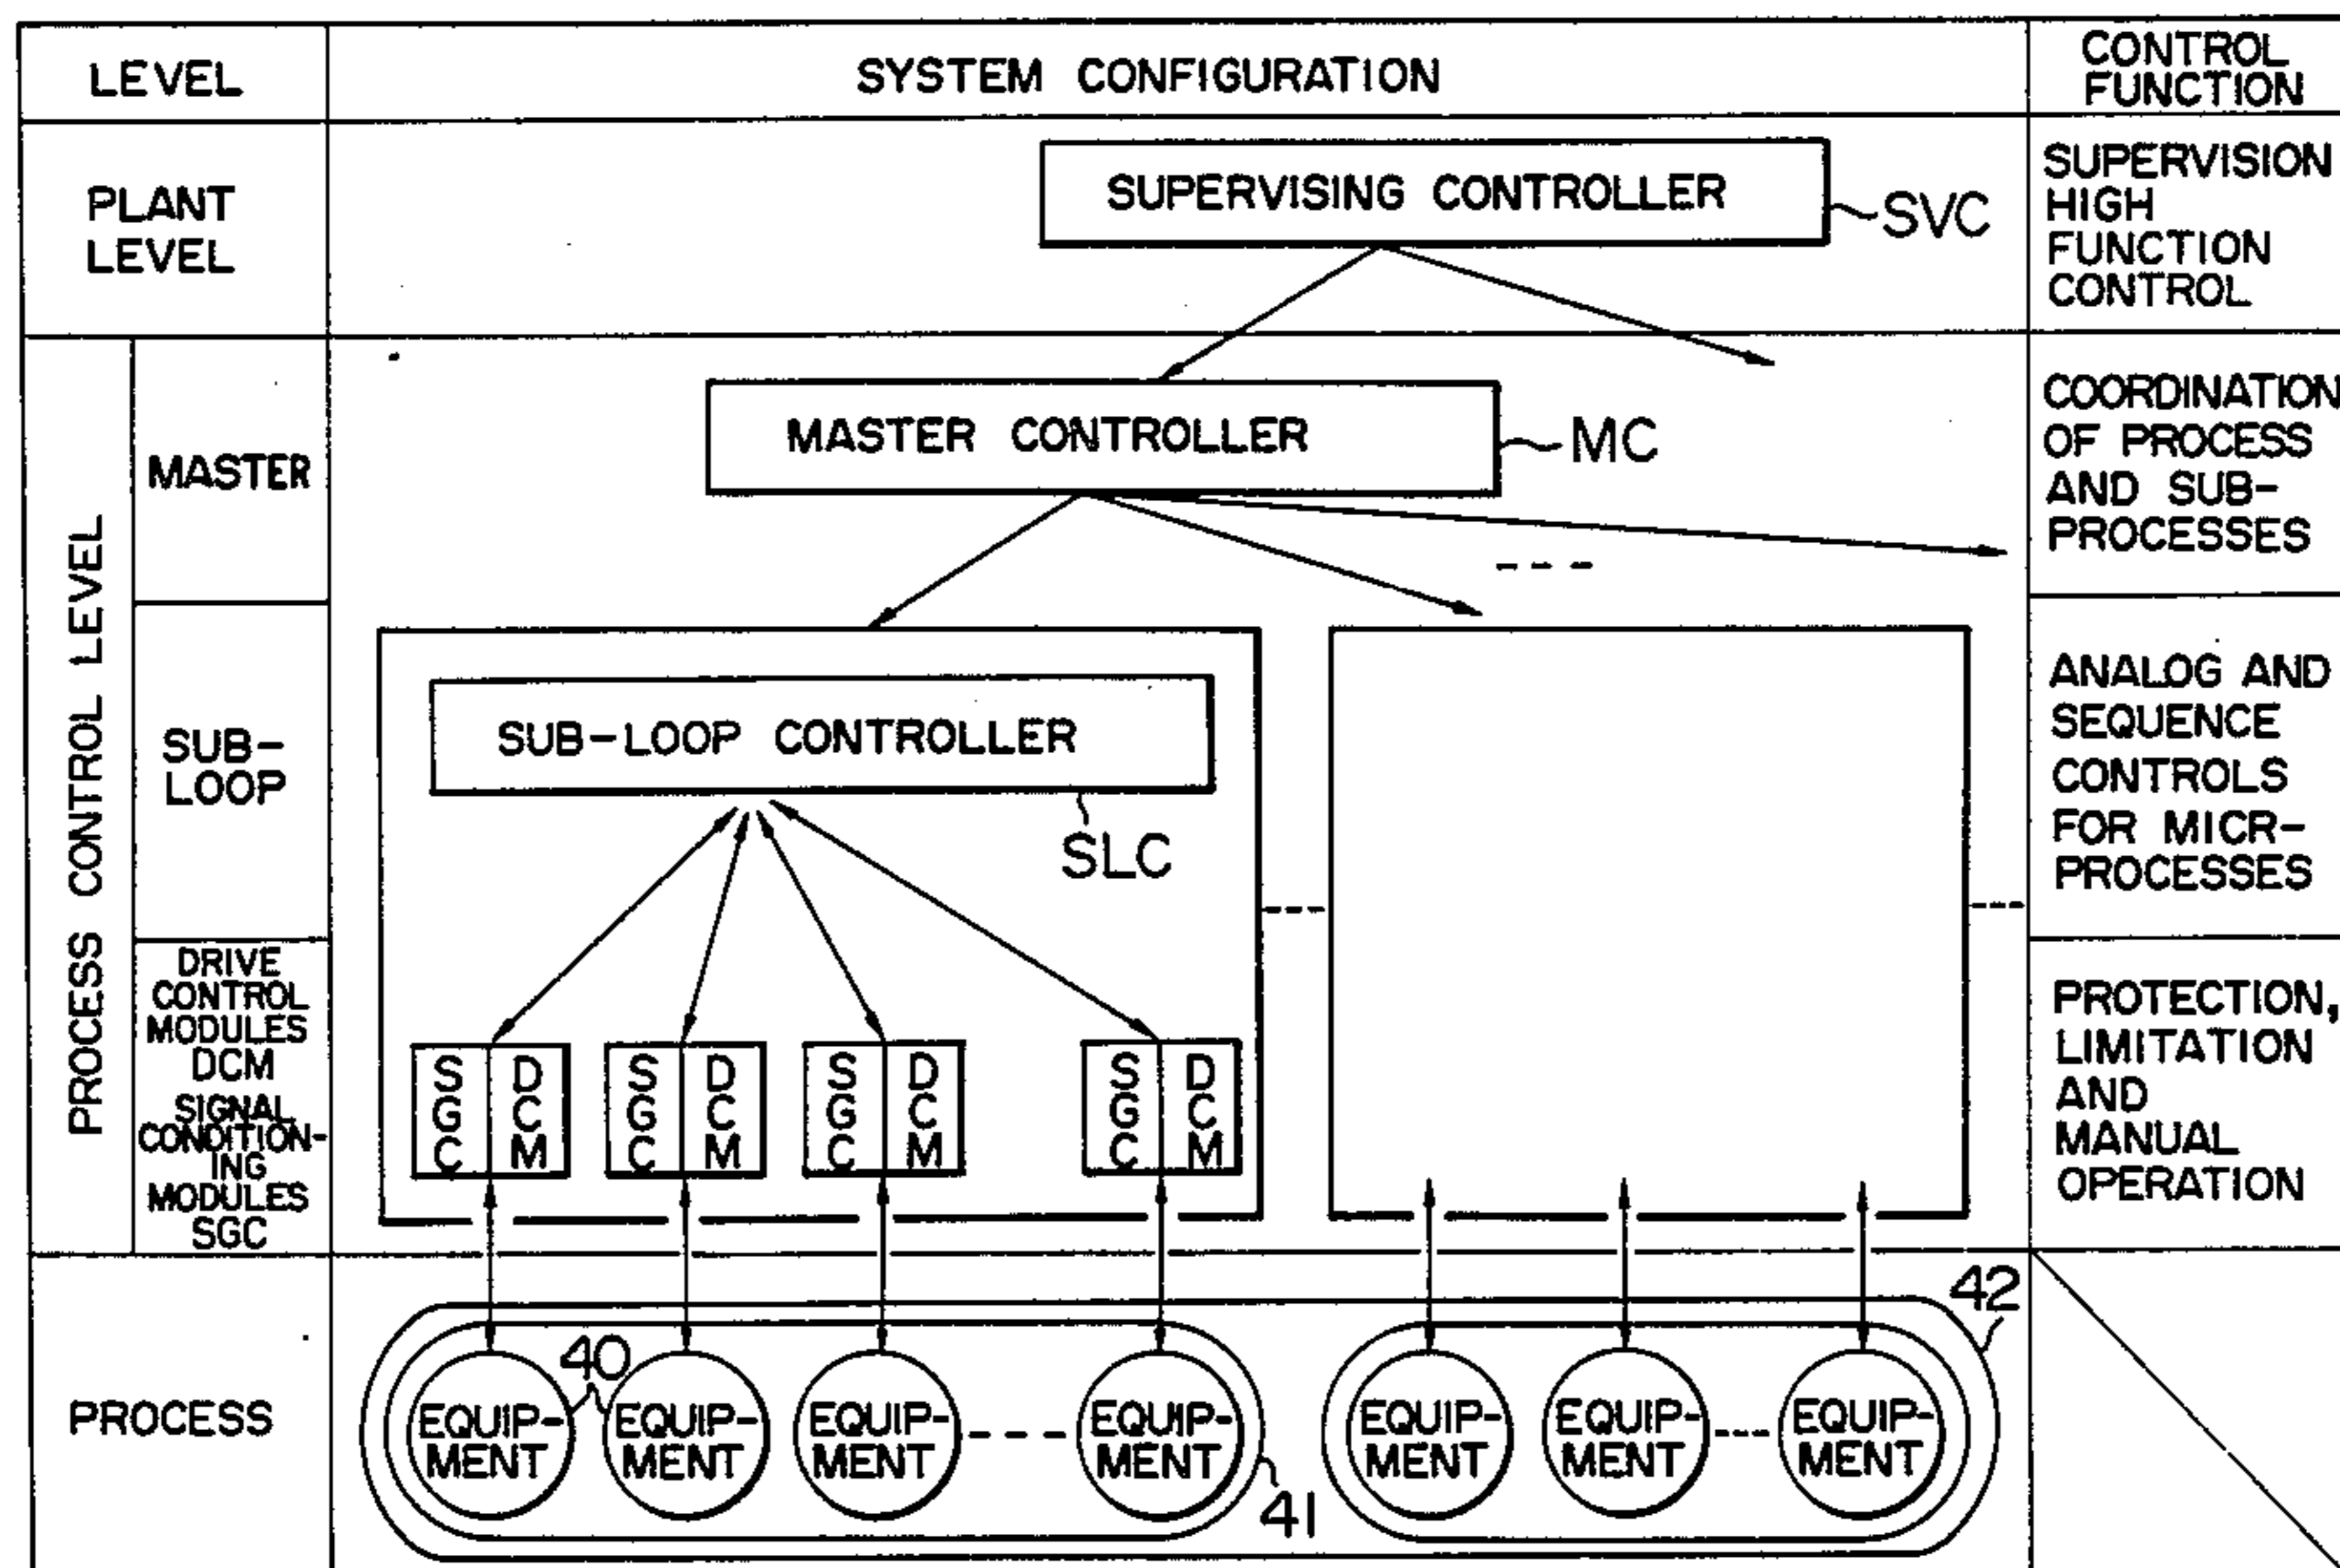 LEVEL
SYSTEM CONFIGURATION
CONTROL
FUNCTION
PLANT
LEVEL
SUPERVISING CONTROLLER
SVC
SUPERVISION
HIGH
FUNCTION
CONTROL
PROCESS CONTROL LEVEL
MASTER
MASTER CONTROLLER
MC
COORDINATION
OF PROCESS
AND SUB-
PROCESSES
SUB-
LOOP
SUB-LOOP CONTROLLER
SLC
ANALOG AND
SEQUENCE
CONTROLS
FOR MICR-
PROCESSES
DRIVE
CONTROL
MODULES
DCM
SIGNAL
CONDITION-
ING
MODULES
SGC
SGC
DCM
SGC
DCM
SGC
DCM
SGC
DCM
PROTECTION,
LIMITATION
AND
MANUAL
OPERATION
PROCESS
40
41
42
EQUIP-
MENT
EQUIP-
MENT
EQUIP-
MENT
EQUIP-
MENT
EQUIP-
MENT
EQUIP-
MENT
EQUIP-
MENT